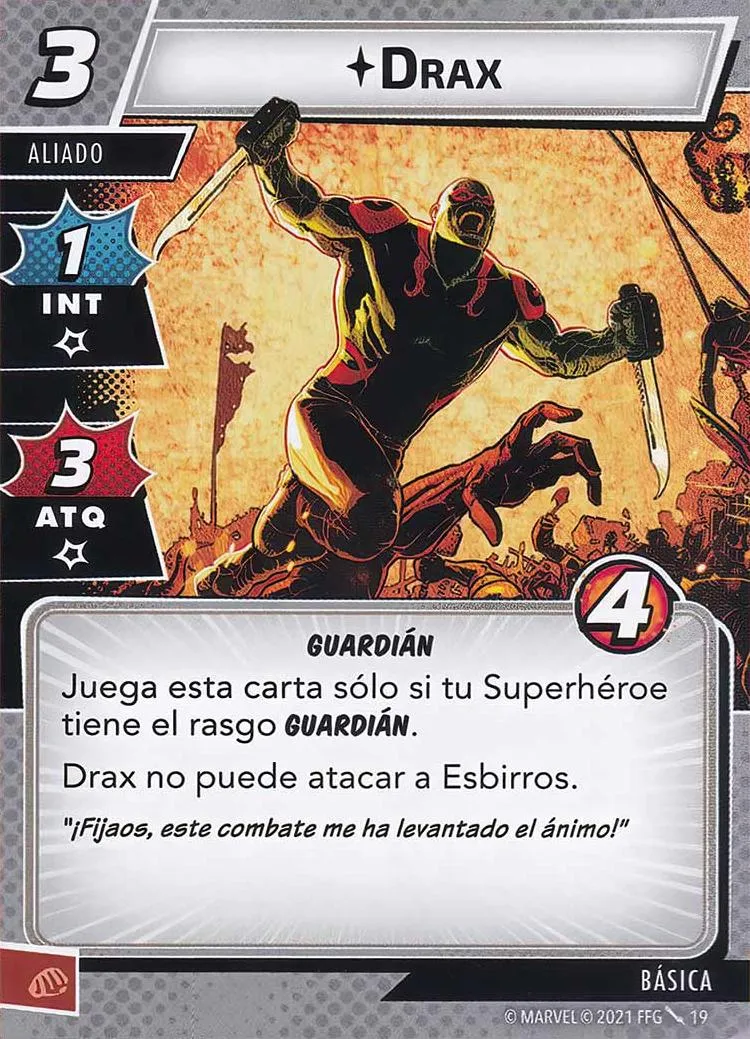 3
DRAX
ALIADO
1
INT
3
ATQ
4
GUARDIÁN
Juega esta carta sólo si tu Superhéroe
tiene el rasgo GUARDIÁN.
Drax no puede atacar a Esbirros.
"¡Fijaos, este combate me ha levantado el ánimo!"
BÁSICA
© MARVEL © 2021 FFG 19